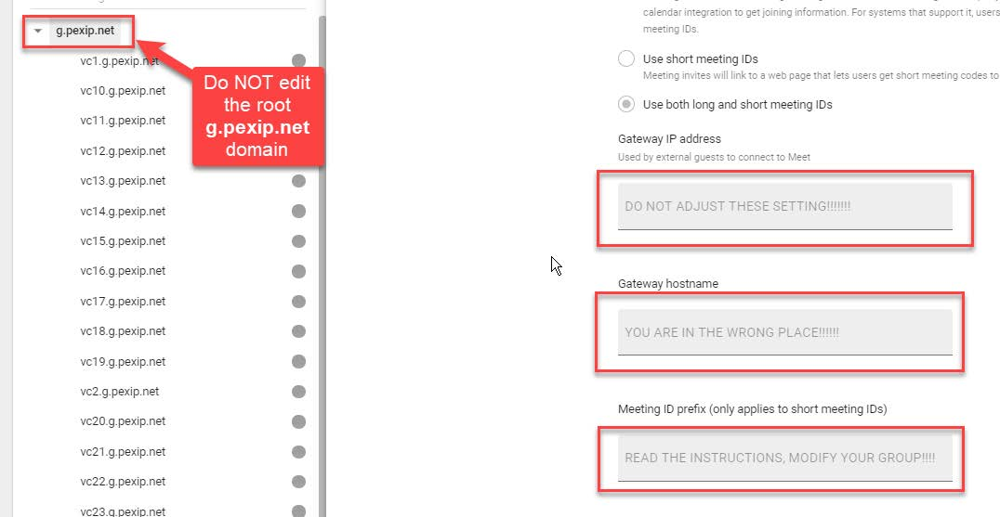 g.pexip.net
vc1.g.pexip.net
vc10.g.pexip.net
vc11.g.pexip.net
vc12.g.pexip.net
vc13.g.pexip.net
vc14.g.pexip.net
vc15.g.pexip.net
vc16.g.pexip.net
vc17.g.pexip.net
vc18.g.pexip.net
vc19.g.pexip.net
vc2.g.pexip.net
vc20.g.pexip.net
vc21.g.pexip.net
vc22.g.pexip.net
vc23.g.pexip.net
Do NOT edit
the root
g.pexip.net
domain
calendar integration to get joining information. For systems that support it, users
meeting IDs.
Use short meeting IDs
Meeting invites will link to a web page that lets users get short meeting codes to
Use both long and short meeting IDs
Gateway IP address
Used by external guests to connect to Meet
DO NOT ADJUST THESE SETTING!!!!!!!
Gateway hostname
YOU ARE IN THE WRONG PLACE!!!!!!
Meeting ID prefix (only applies to short meeting IDs)
READ THE INSTRUCTIONS, MODIFY YOUR GROUP!!!!